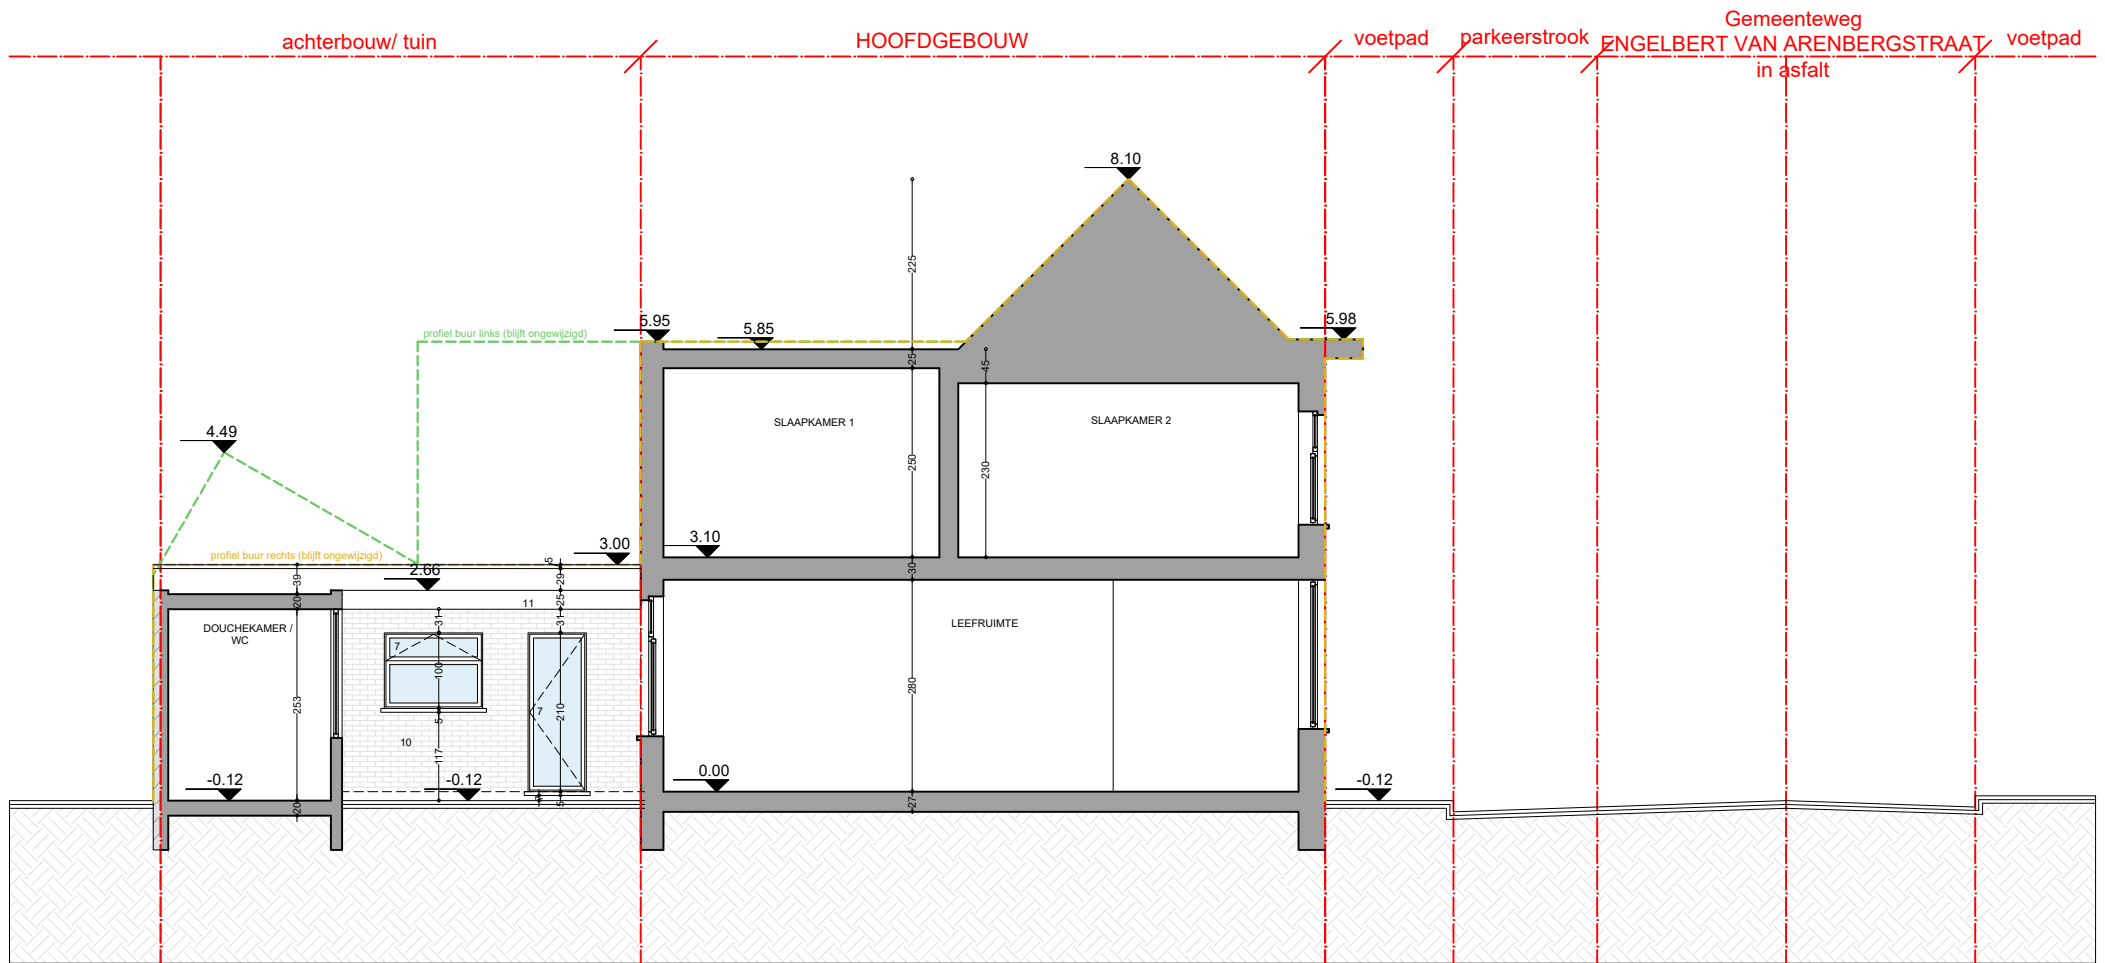 achterbouw/ tuin
HOOFDGEBOUW
voetpad
parkeerstrook
Gemeenteweg
ENGELBERT VAN ARENBERGSTRAAT
in asfalt
voetpad
8.10
225
5.95
5.85
5.98
profiel buur links (blijft ongewijzigd)
25
45
4.49
SLAAPKAMER 1
SLAAPKAMER 2
250
230
profiel buur rechts (blijft ongewijzigd)
3.00
3.10
5
2.66
39
29
30
20
25
11
31
31
DOUCHEKAMER /
WC
LEEFRUIMTE
7
100
253
280
7
210
5
10
117
-0.12
-0.12
0.00
-0.12
20
5
27